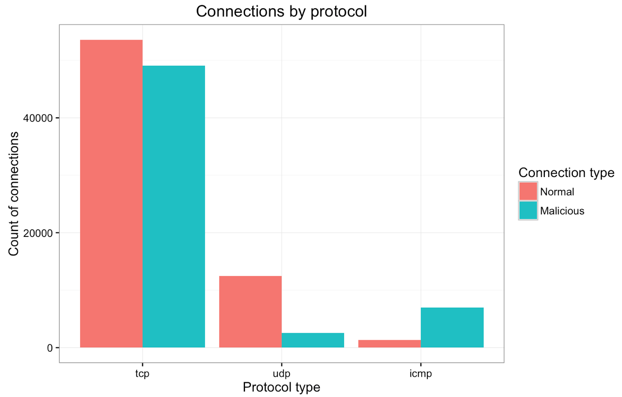 Connections by protocol
Count of connections
40000
20000
0
tcp
udp
icmp
Protocol type
Connection type
Normal
Malicious